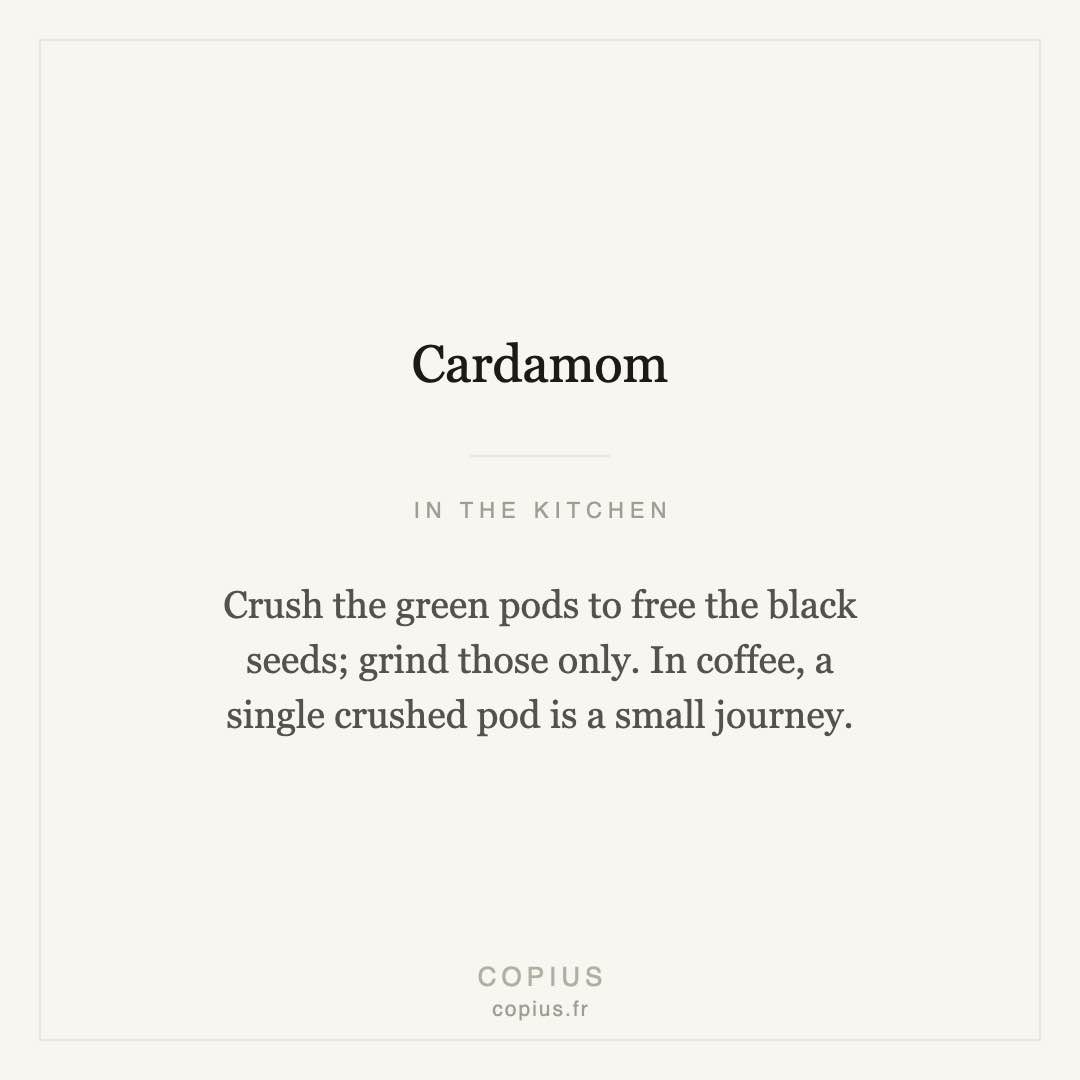 Cardamom
IN THE KITCHEN
Crush the green pods to free the black
seeds; grind those only. In coffee, a
single crushed pod is a small journey.
COPIUS
copius.fr